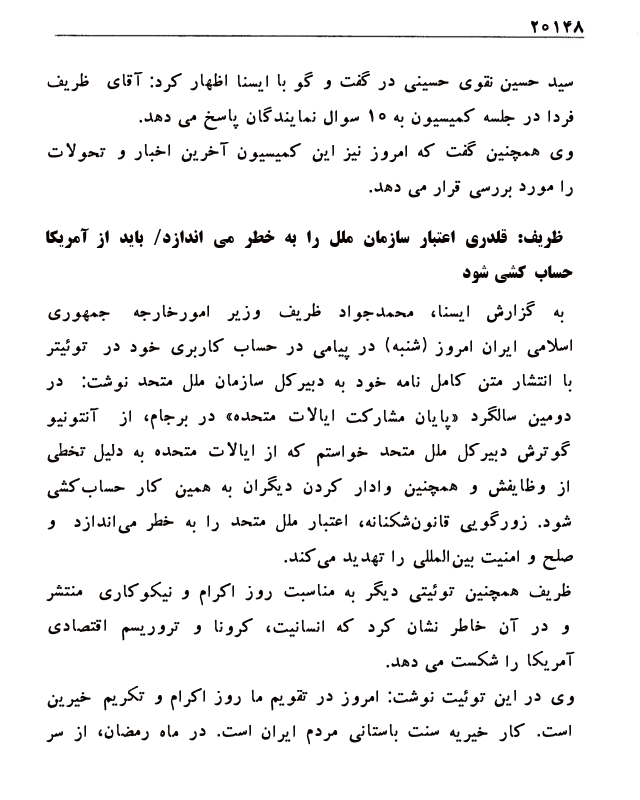 ۲۰۱۴۸
سید حسین نقوی حسینی در گفت و گو با ایسنا اظهار کرد: آقای ظریف
فردا در جلسه کمیسیون به ۱۰ سوال نمایندگان پاسخ می دهد.
وی همچنین گفت که امروز نیز این کمیسیون آخرین اخبار و تحولات
را مورد بررسی قرار می دهد.
ظریف: قلدری اعتبار سازمان ملل را به خطر می اندازد/ باید از آمریکا
حساب کشی شود
به گزارش ایسنا، محمدجواد ظریف وزیر امورخارجه جمهوری
اسلامی ایران امروز (شنبه) در پیامی در حساب کاربری خود در توئیتر
با انتشار متن کامل نامه خود به دبیرکل سازمان ملل متحد نوشت: در
دومین سالگرد «پایان مشارکت ایالات متحده» در برجام، از آنتونیو
گوترش دبیرکل ملل متحد خواستم که از ایالات متحده به دلیل تخطی
از وظایفش و همچنین وادار کردن دیگران به همین کار حساب‌کشی
شود. زورگویی قانون‌شکنانه، اعتبار ملل متحد را به خطر می‌اندازد و
صلح و امنیت بین‌المللی را تهدید می‌کند.
ظریف همچنین توئیتی دیگر به مناسبت روز اکرام و نیکوکاری منتشر
و در آن خاطر نشان کرد که انسانیت، کرونا و تروریسم اقتصادی
آمریکا را شکست می دهد.
وی در این توئیت نوشت: امروز در تقویم ما روز اکرام و تکریم خیرین
است. کار خیریه سنت باستانی مردم ایران است. در ماه رمضان، از سر